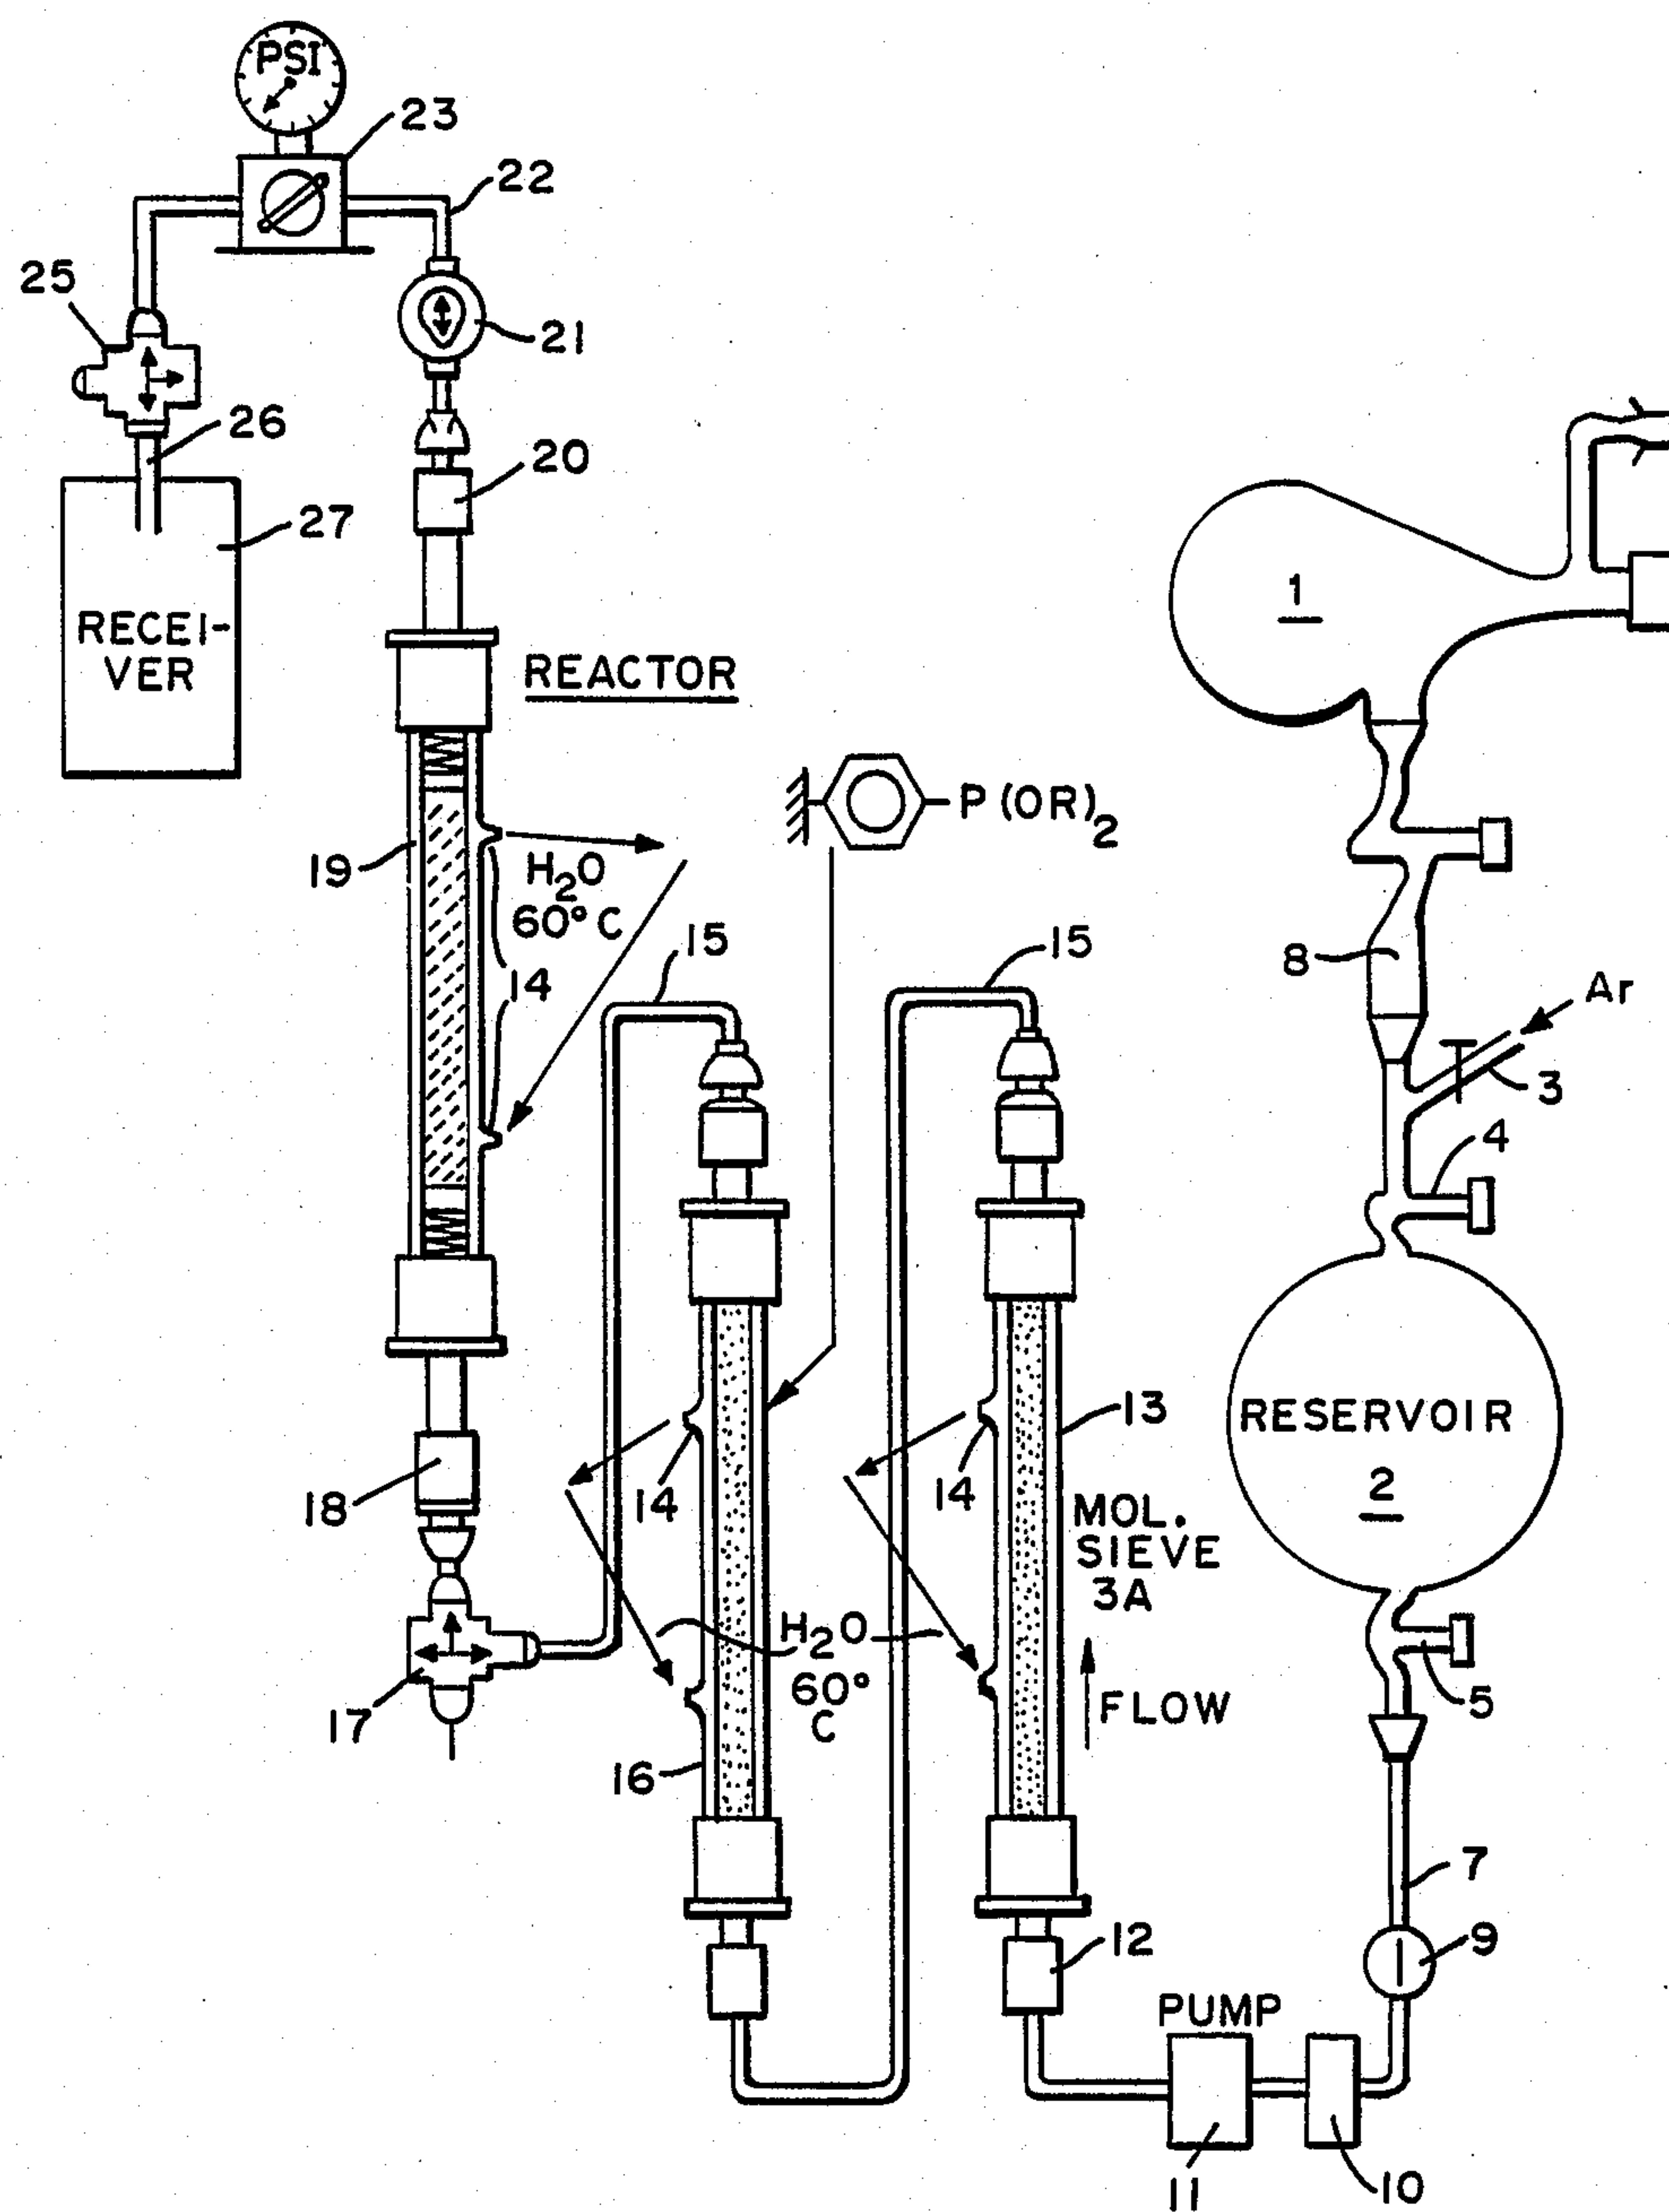 PSI
23
22
25
21
26
20
27
RECEI-
VER
REACTOR
1
P(OR)2
19
H2O
60°C
14
15
15
8
Ar
3
4
13
RESERVOIR
2
14
14
18
MOL.
SIEVE
3A
H2O
60°
C
FLOW
17
16
5
7
12
9
PUMP
11
10